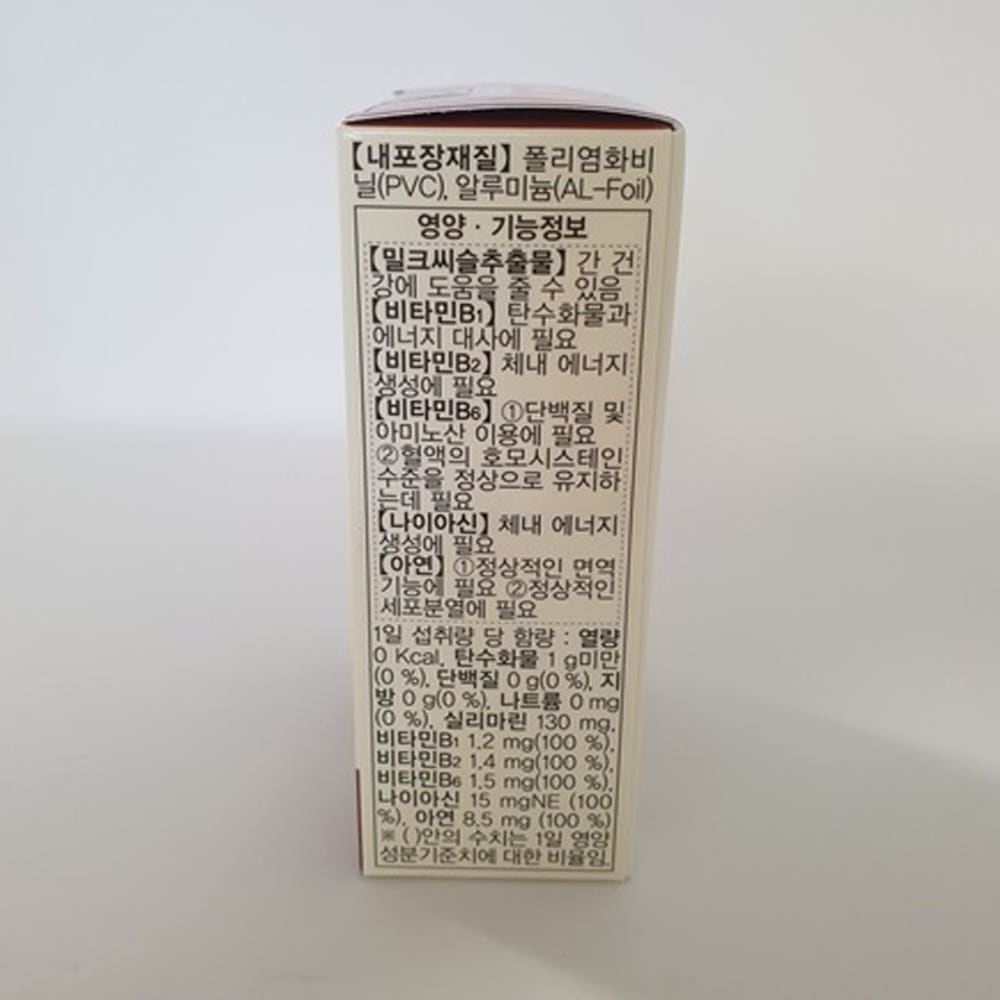 【내포장재질】 폴리염화비
닐(PVC), 알루미늄(AL-Foil)
영양 · 기능정보
【밀크씨슬추출물】 간 건
강에 도움을 줄 수 있음
【비타민B1】 탄수화물과
에너지 대사에 필요
【비타민B2】 체내 에너지
생성에 필요
【비타민B6】 ①단백질 및
아미노산 이용에 필요
②혈액의 호모시스테인
수준을 정상으로 유지하
는데 필요
【나이아신】 체내 에너지
생성에 필요
【아연】 ①정상적인 면역
기능에 필요 ②정상적인
세포분열에 필요
1일 섭취량 당 함량 : 열량
0 Kcal, 탄수화물 1 g미만
(0 %), 단백질 0 g(0 %), 지
방 0 g(0 %), 나트륨 0 mg
(0 %), 실리마린 130 mg,
비타민B1 1.2 mg(100 %),
비타민B2 1.4 mg(100 %),
비타민B6 1.5 mg(100 %),
나이아신 15 mgNE (100
%), 아연 8.5 mg (100 %)
※ ( )안의 수치는 1일 영양
성분기준치에 대한 비율임.